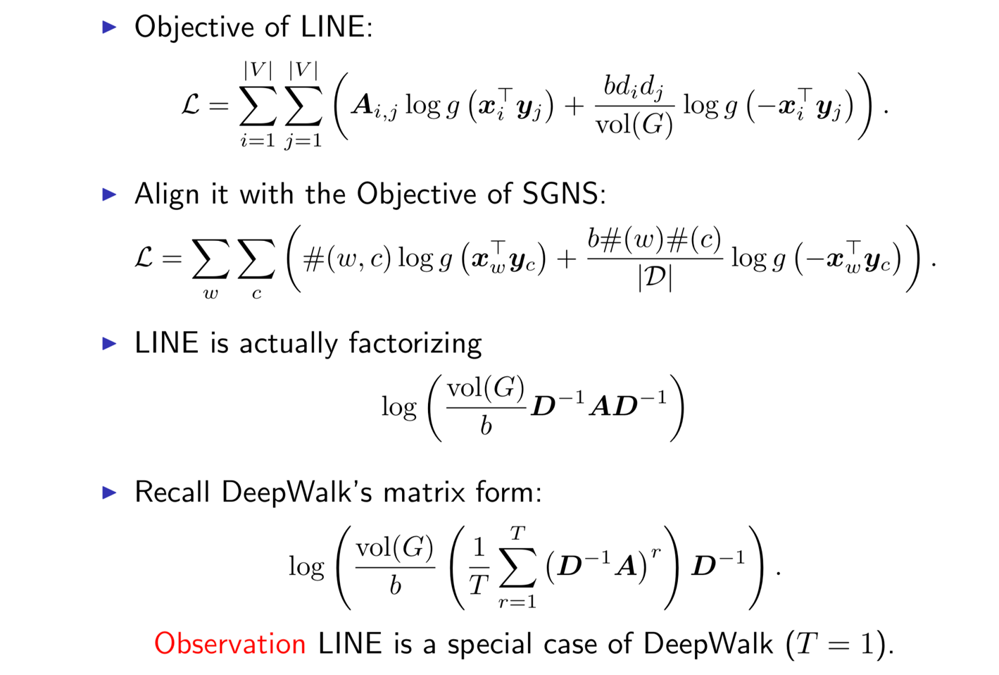 ▶ Objective of LINE:
$\mathcal{L} = \sum_{i=1}^{|V|} \sum_{j=1}^{|V|} \left( \boldsymbol{A}_{i,j} \log g \left( \boldsymbol{x}_i^\top \boldsymbol{y}_j \right) + \frac{b d_i d_j}{\mathrm{vol}(G)} \log g \left( -\boldsymbol{x}_i^\top \boldsymbol{y}_j \right) \right).$
▶ Align it with the Objective of SGNS:
$\mathcal{L} = \sum_{w} \sum_{c} \left( \#(w, c) \log g \left( \boldsymbol{x}_w^\top \boldsymbol{y}_c \right) + \frac{b \#(w) \#(c)}{|\mathcal{D}|} \log g \left( -\boldsymbol{x}_w^\top \boldsymbol{y}_c \right) \right).$
▶ LINE is actually factorizing
$\log \left( \frac{\mathrm{vol}(G)}{b} \boldsymbol{D}^{-1} \boldsymbol{A} \boldsymbol{D}^{-1} \right)$
▶ Recall DeepWalk's matrix form:
$\log \left( \frac{\mathrm{vol}(G)}{b} \left( \frac{1}{T} \sum_{r=1}^{T} \left( \boldsymbol{D}^{-1} \boldsymbol{A} \right)^r \right) \boldsymbol{D}^{-1} \right).$
Observation LINE is a special case of DeepWalk ($T = 1$).